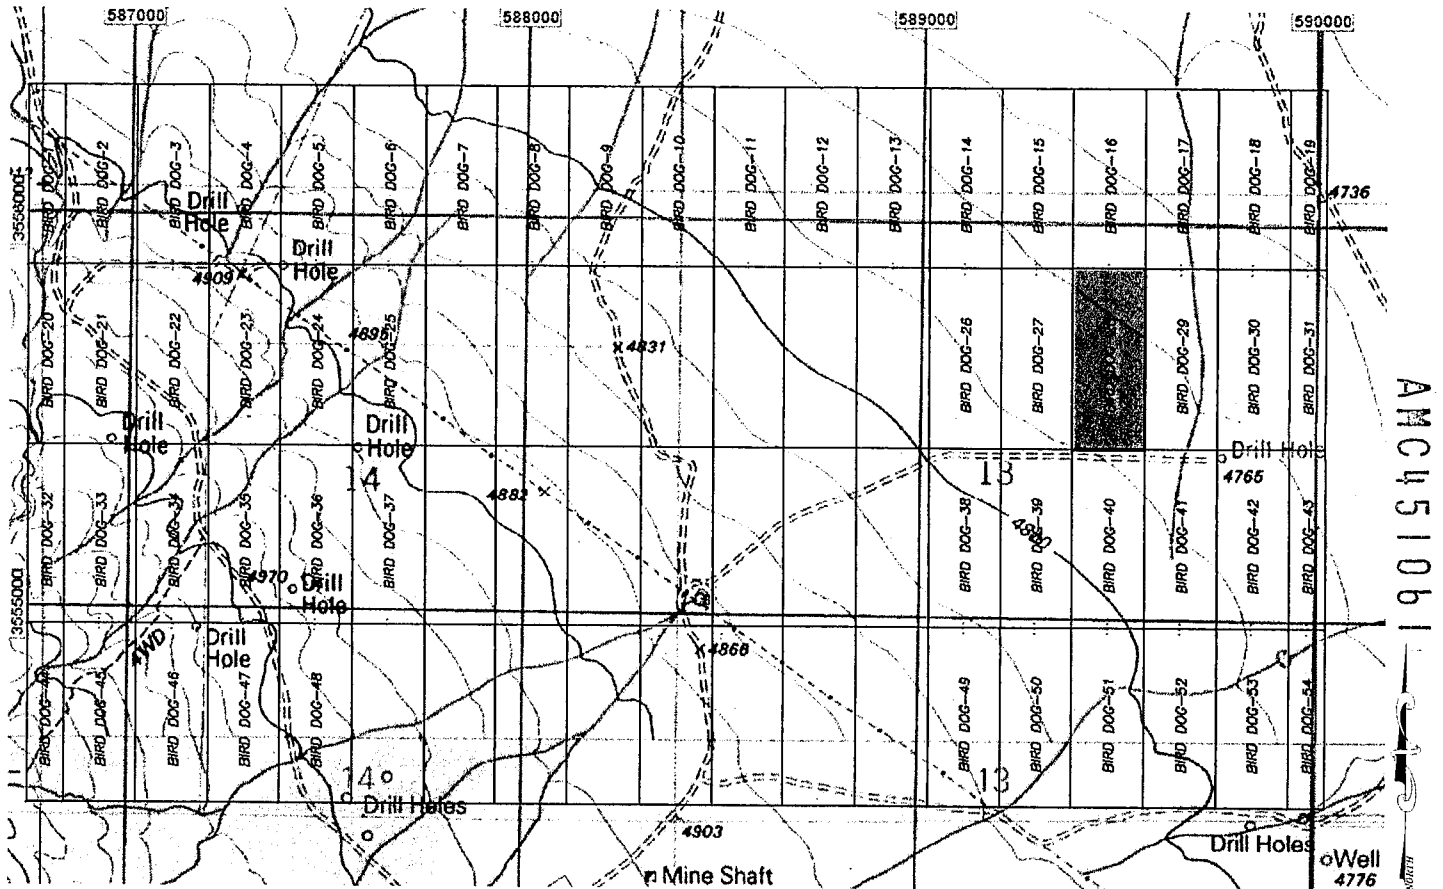 587000
588000
589000
590000
BIRD DOG-1
BIRD DOG-2
BIRD DOG-3
BIRD DOG-4
BIRD DOG-5
BIRD DOG-6
BIRD DOG-7
BIRD DOG-8
BIRD DOG-9
BIRD DOG-10
BIRD DOG-11
BIRD DOG-12
BIRD DOG-13
BIRD DOG-14
BIRD DOG-15
BIRD DOG-16
BIRD DOG-17
BIRD DOG-18
BIRD DOG-19
3556000
4736
Drill
Hole
Drill
Hole
4909
BIRD DOG-20
BIRD DOG-21
BIRD DOG-22
BIRD DOG-23
BIRD DOG-24
BIRD DOG-25
4895
4831
BIRD DOG-26
BIRD DOG-27
BIRD DOG-29
BIRD DOG-30
BIRD DOG-31
Drill
Hole
Drill
Hole
14
13
Drill Hole
4765
4882
BIRD DOG-32
BIRD DOG-33
BIRD DOG-34
BIRD DOG-35
BIRD DOG-36
BIRD DOG-37
BIRD DOG-38
BIRD DOG-39
BIRD DOG-40
BIRD DOG-41
BIRD DOG-42
BIRD DOG-43
4970
Drill
Hole
3555000
Drill
Hole
4WD
4868
BIRD DOG-44
BIRD DOG-45
BIRD DOG-46
BIRD DOG-47
BIRD DOG-48
BIRD DOG-49
BIRD DOG-50
BIRD DOG-51
BIRD DOG-52
BIRD DOG-53
BIRD DOG-54
14
13
Drill Holes
4903
Drill Holes
Mine Shaft
Well
4776
AMC451061
NORTH